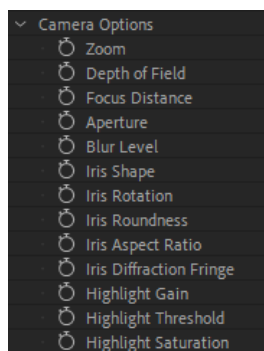 Camera Options
Zoom
Depth of Field
Focus Distance
Aperture
Blur Level
Iris Shape
Iris Rotation
Iris Roundness
Iris Aspect Ratio
Iris Diffraction Fringe
Highlight Gain
Highlight Threshold
Highlight Saturation